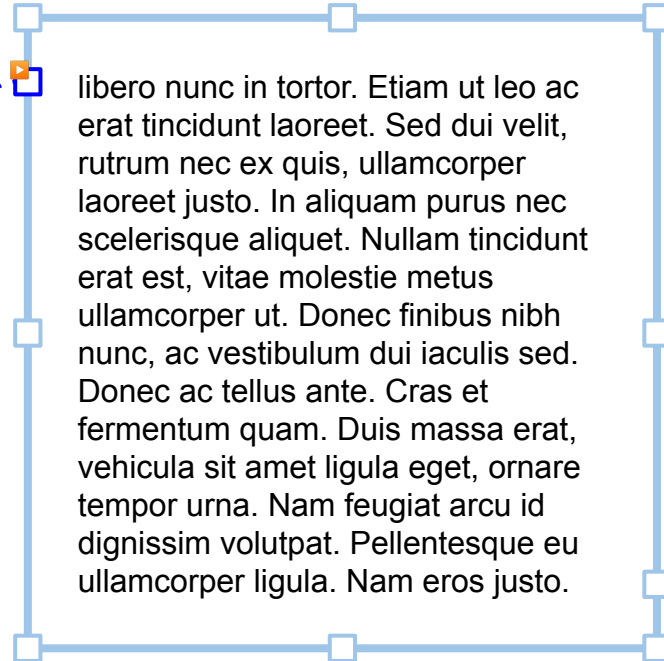 libero nunc in tortor. Etiam ut leo ac
erat tincidunt laoreet. Sed dui velit,
rutrum nec ex quis, ullamcorper
laoreet justo. In aliquam purus nec
scelerisque aliquet. Nullam tincidunt
erat est, vitae molestie metus
ullamcorper ut. Donec finibus nibh
nunc, ac vestibulum dui iaculis sed.
Donec ac tellus ante. Cras et
fermentum quam. Duis massa erat,
vehicula sit amet ligula eget, ornare
tempor urna. Nam feugiat arcu id
dignissim volutpat. Pellentesque eu
ullamcorper ligula. Nam eros justo.